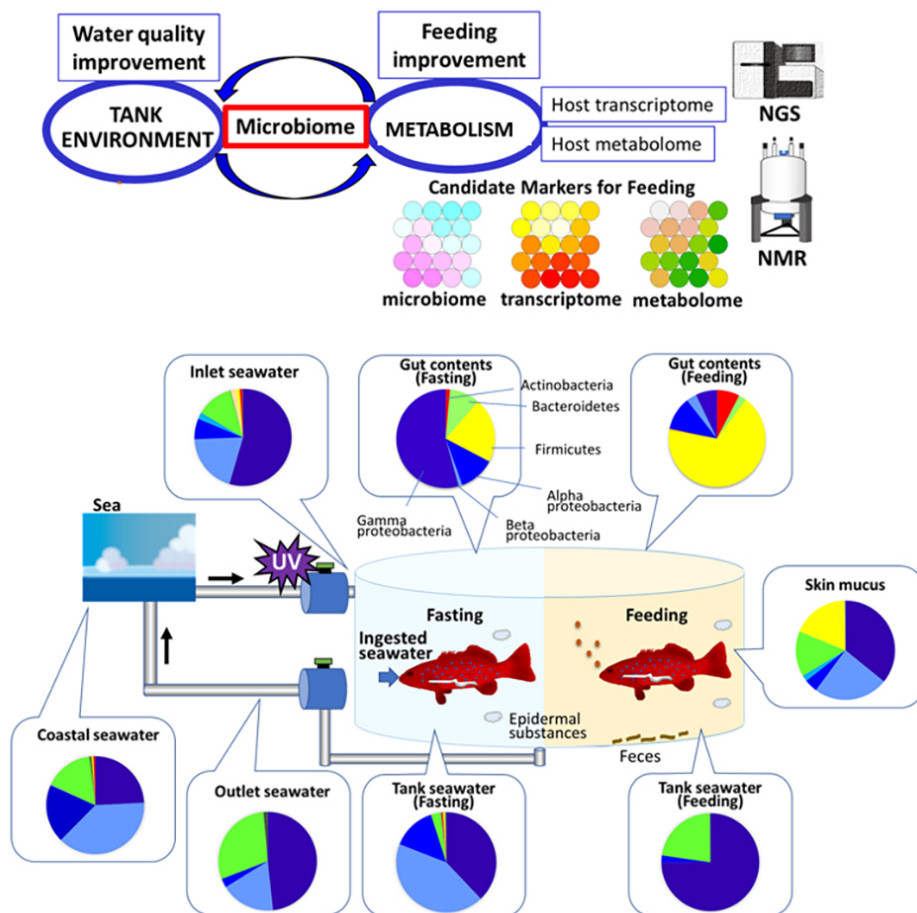 Water quality
improvement
Feeding
improvement
TANK
ENVIRONMENT
Microbiome
METABOLISM
Host transcriptome
Host metabolome
NGS
NMR
Candidate Markers for Feeding
microbiome
transcriptome
metabolome
Inlet seawater
Gut contents
(Fasting)
Actinobacteria
Bacteroidetes
Firmicutes
Alpha
proteobacteria
Beta
proteobacteria
Gamma
proteobacteria
Gut contents
(Feeding)
Sea
UV
Fasting
Feeding
Ingested
seawater
Skin mucus
Epidermal
substances
Feces
Coastal seawater
Outlet seawater
Tank seawater
(Fasting)
Tank seawater
(Feeding)